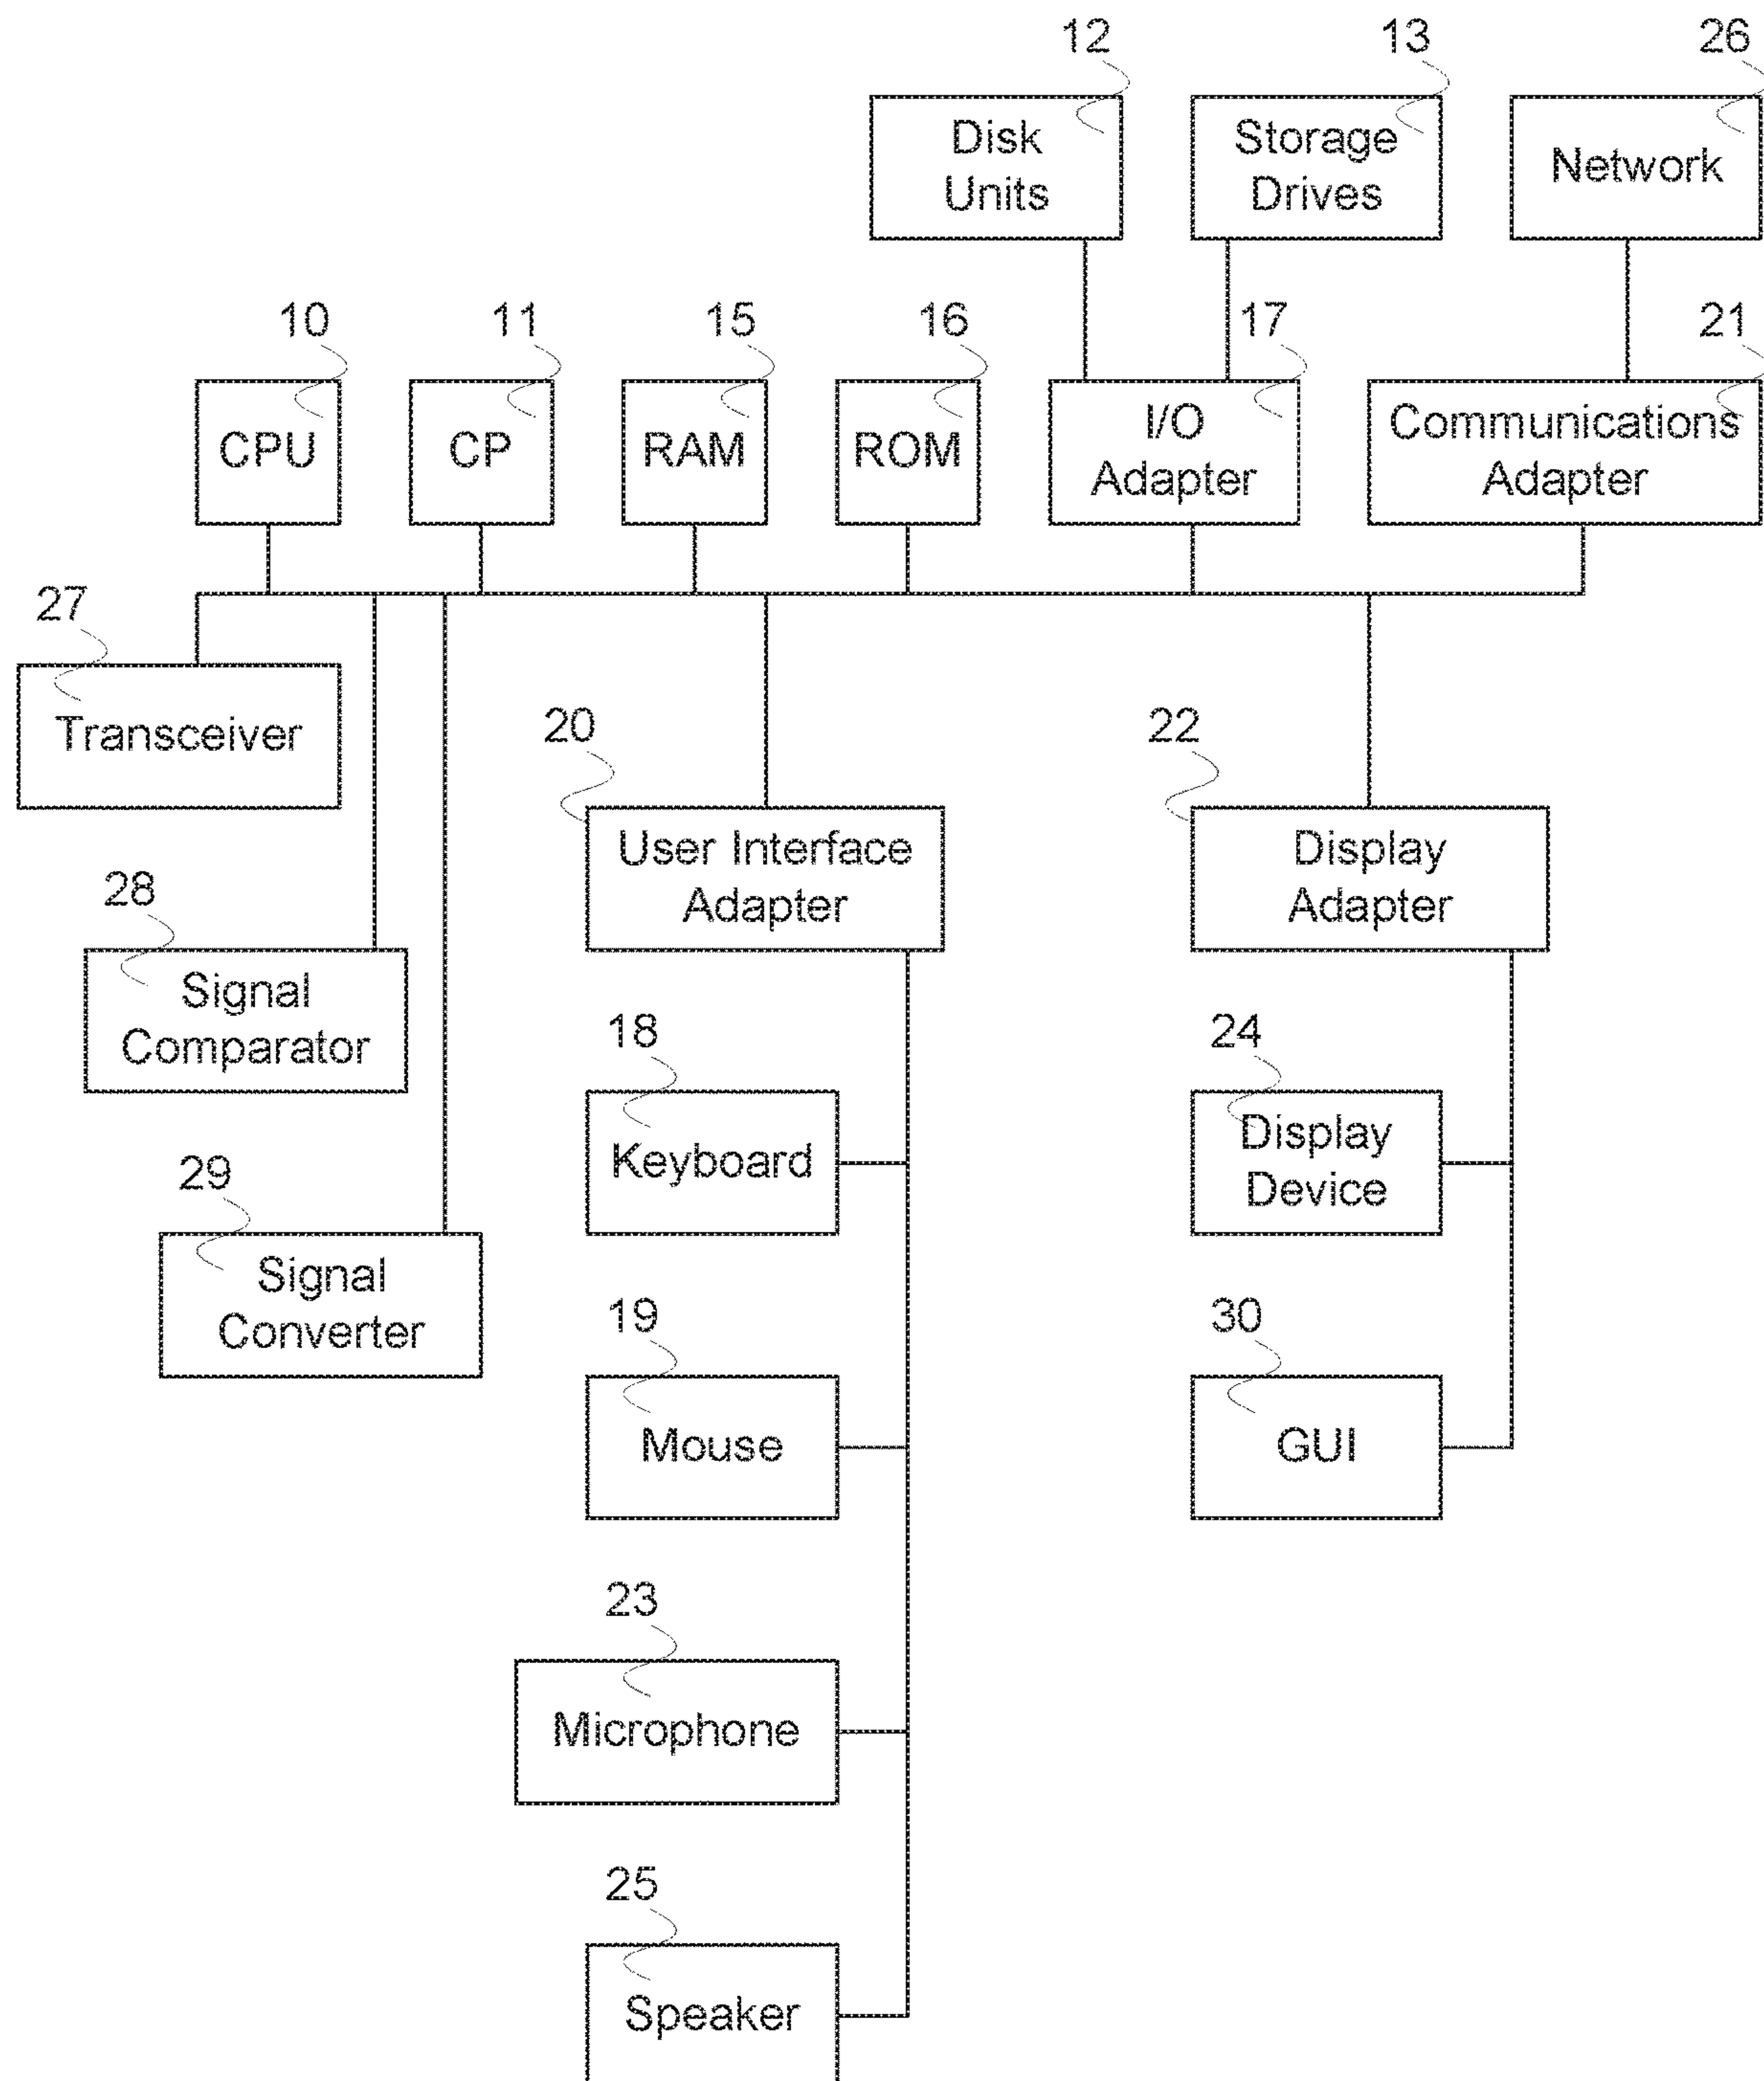 12
13
26
Disk
Units
Storage
Drives
Network
10
11
15
16
17
21
CPU
CP
RAM
ROM
I/O
Adapter
Communications
Adapter
27
Transceiver
20
22
User Interface
Adapter
Display
Adapter
28
Signal
Comparator
18
24
Keyboard
Display
Device
29
Signal
Converter
19
30
Mouse
GUI
23
Microphone
25
Speaker